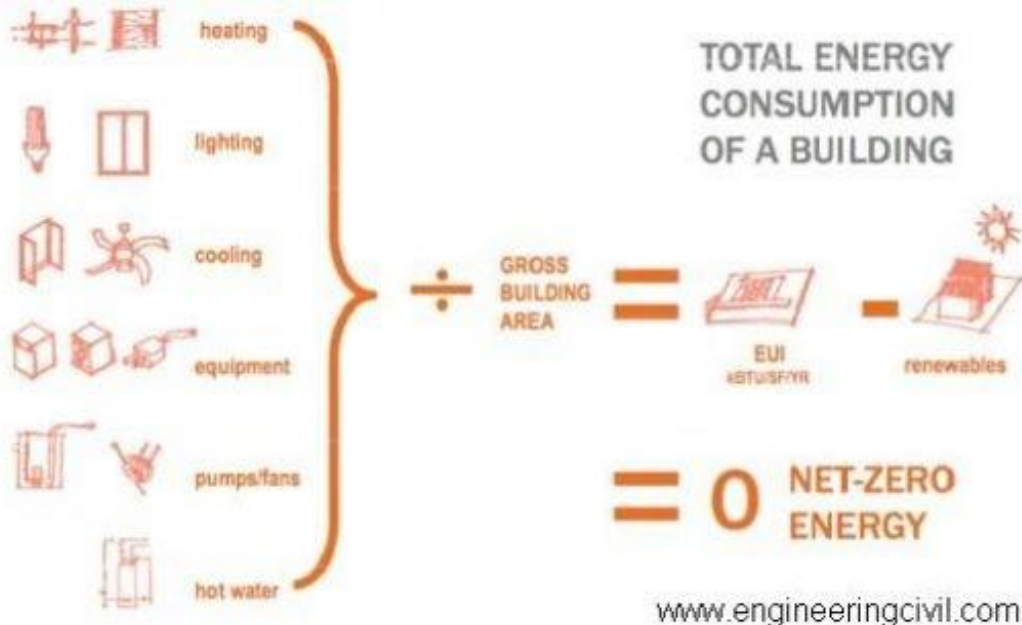 heating
lighting
cooling
equipment
pumps/fans
hot water
÷
GROSS
BUILDING
AREA
=
TOTAL ENERGY
CONSUMPTION
OF A BUILDING
EUI
kBTU/SF/YR
-
renewables
= 0 NET-ZERO
ENERGY
www.engineeringcivil.com